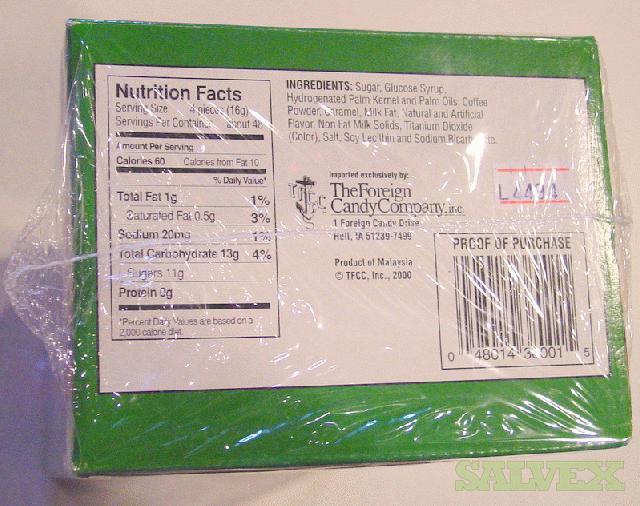 Nutrition Facts
Serving Size 4 pieces (16g)
Servings Per Container about 48
Amount Per Serving
Calories 60 Calories from Fat 10
% Daily Value*
Total Fat 1g 1%
Saturated Fat 0.5g 3%
Sodium 20mg 1%
Total Carbohydrate 13g 4%
Sugars 11g
Protein 0g
*Percent Daily Values are based on a
2,000 calorie diet.
INGREDIENTS: Sugar, Glucose Syrup,
Hydrogenated Palm Kernel and Palm Oils, Coffee
Powder, Caramel, Milk Fat, Natural and Artificial
Flavor, Non Fat Milk Solids, Titanium Dioxide
(Color), Salt, Soy Lecithin and Sodium Bicarbonate.
Imported exclusively by:
The Foreign
Candy Company, inc.
1 Foreign Candy Drive
Hull, IA 51239-7499
Product of Malaysia
© TFCC, Inc., 2000
PROOF OF PURCHASE
0 48014 5
SALVEX